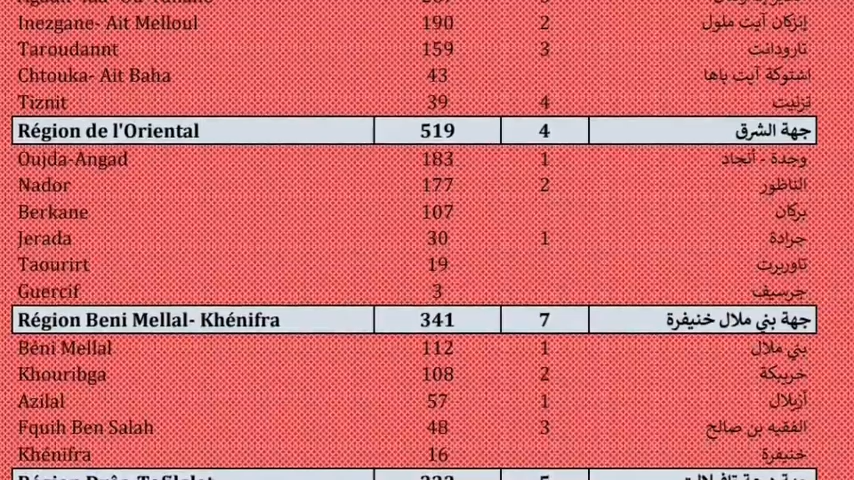 Inezgane- Ait Melloul 190 2 إنزكان آيت ملول
Taroudannt 159 3 تارودانت
Chtouka- Ait Baha 43 اشتوكة آيت باها
Tiznit 39 4 تزنيت
Région de l'Oriental 519 4 جهة الشرق
Oujda-Angad 183 1 وجدة - أنجاد
Nador 177 2 الناظور
Berkane 107 بركان
Jerada 30 1 جرادة
Taourirt 19 تاوريرت
Guercif 3 جرسيف
Région Beni Mellal- Khénifra 341 7 جهة بني ملال خنيفرة
Béni Mellal 112 1 بني ملال
Khouribga 108 2 خريبكة
Azilal 57 1 أزيلال
Fquih Ben Salah 48 3 الفقيه بن صالح
Khénifra 16 خنيفرة